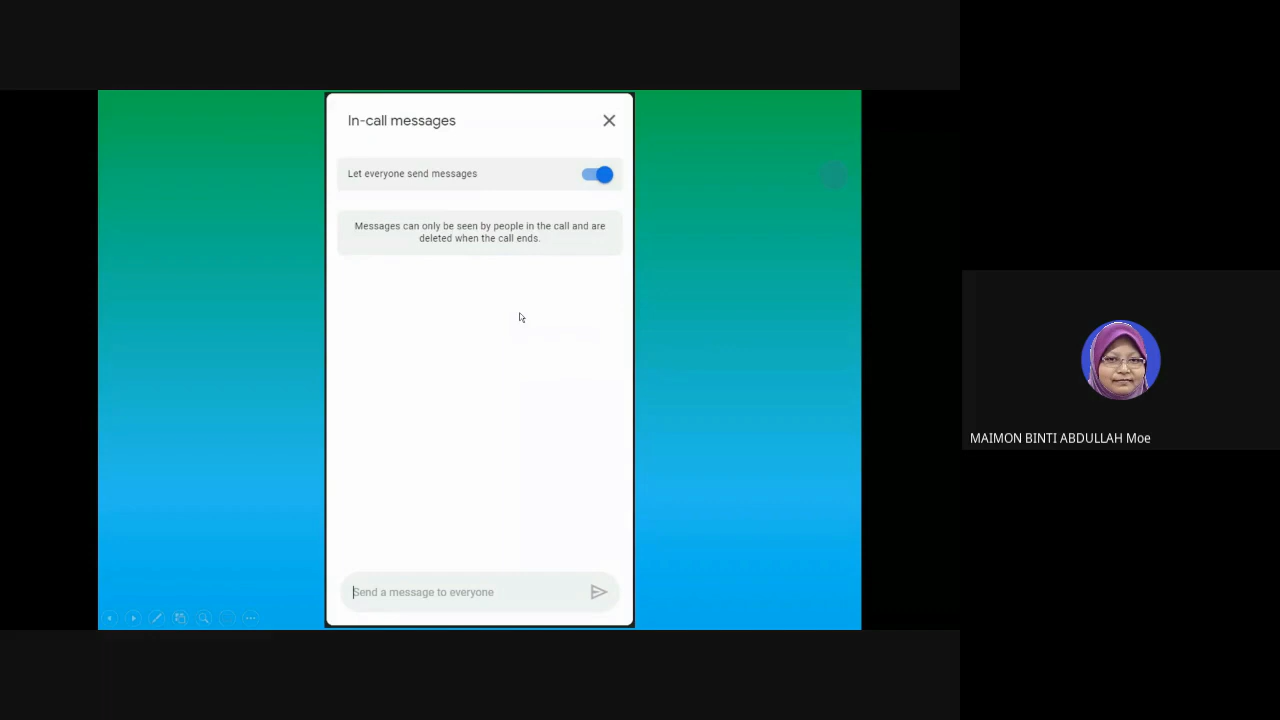 In-call messages
Let everyone send messages
Messages can only be seen by people in the call and are
deleted when the call ends.
Send a message to everyone
MAIMON BINTI ABDULLAH Moe